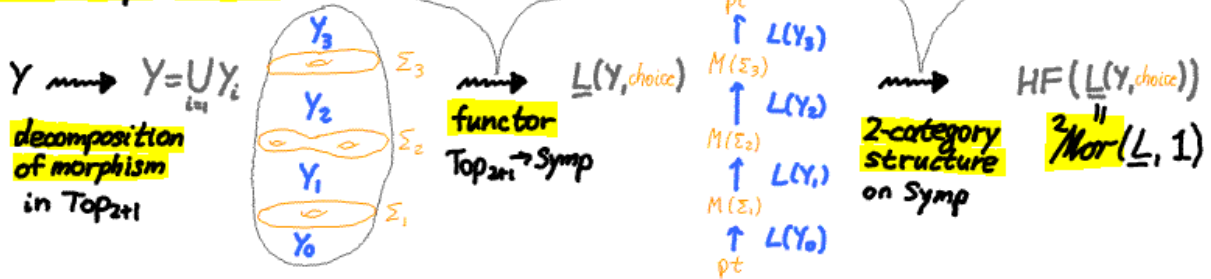 Y → Y = ⋃ Yᵢ
i=1
decomposition
of morphism
in Top₂₊₁
Y₃
Σ₃
Y₂
Σ₂
Y₁
Σ₁
Y₀
functor
Top₂₊₁ → Symp
L(Y, choice)
pt
↑ L(Y₃)
M(Σ₃)
↑ L(Y₂)
M(Σ₂)
↑ L(Y₁)
M(Σ₁)
↑ L(Y₀)
pt
2-category
structure
on Symp
HF(L(Y, choice))
=
²Mor(L, 1)